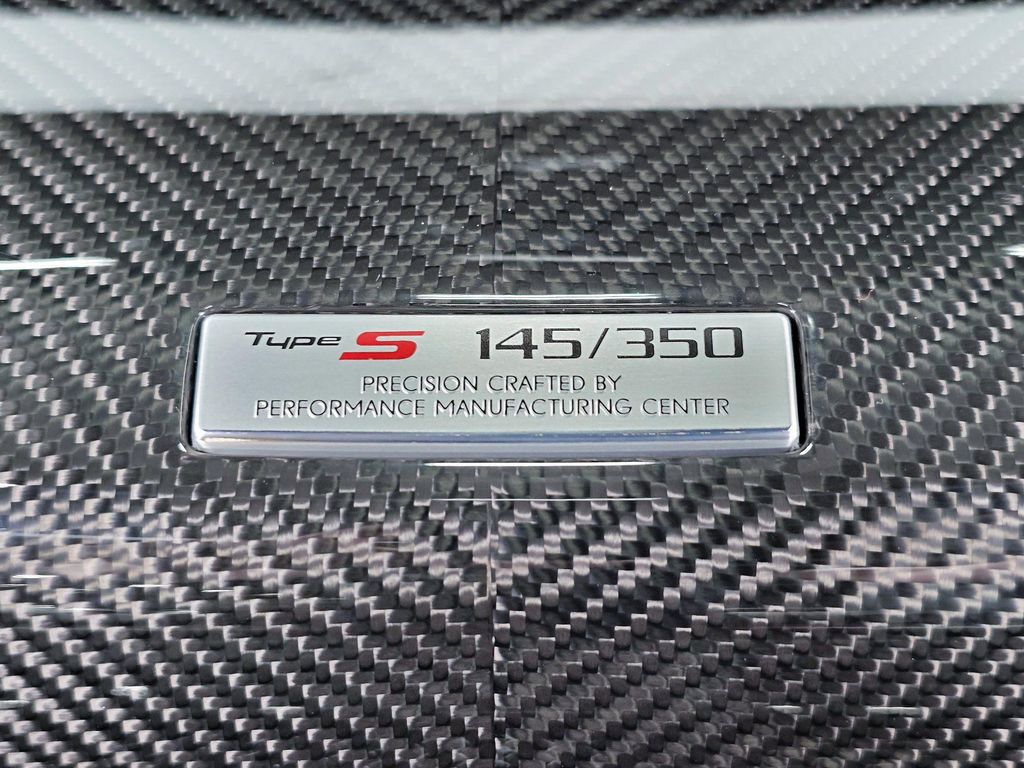 Type S 145/350
PRECISION CRAFTED BY
PERFORMANCE MANUFACTURING CENTER